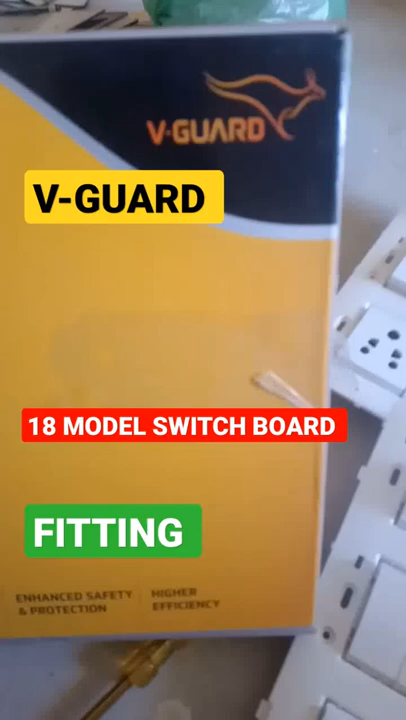 V-GUARD
V-GUARD
18 MODEL SWITCH BOARD
FITTING
ENHANCED SAFETY
& PROTECTION
HIGHER
EFFICIENCY